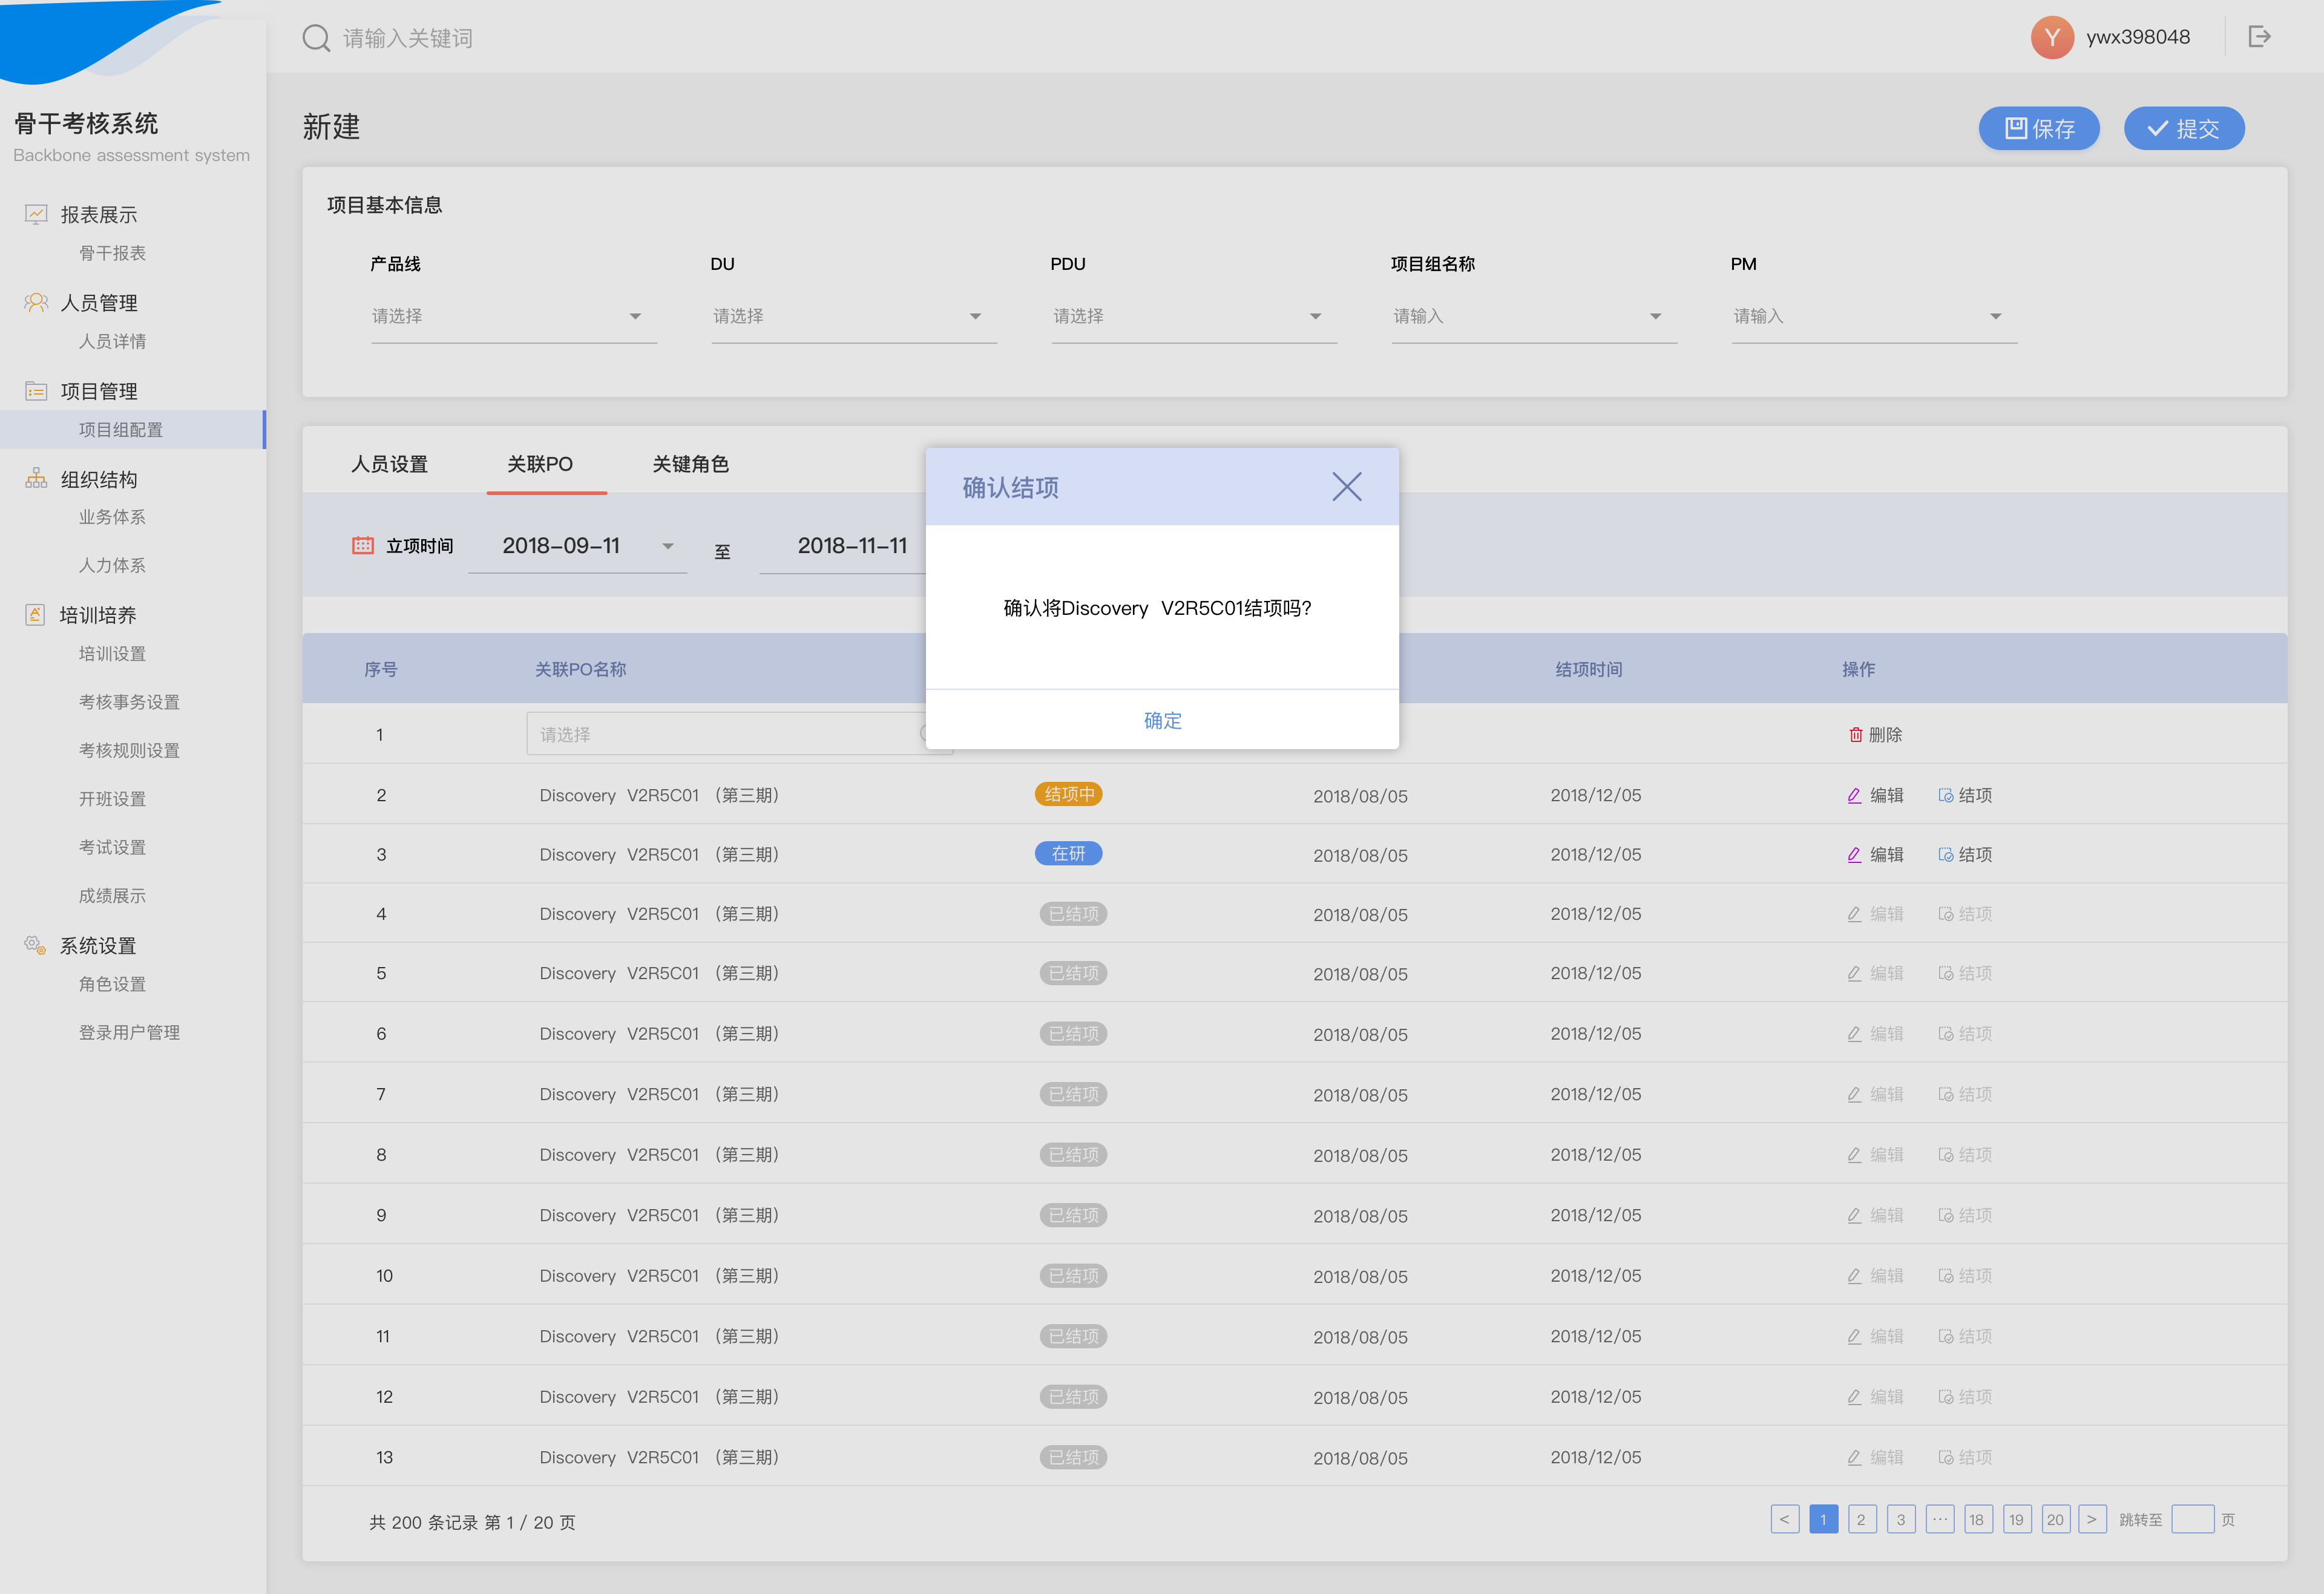 请输入关键词
Y ywx398048
骨干考核系统
Backbone assessment system
报表展示
骨干报表
人员管理
人员详情
项目管理
项目组配置
组织结构
业务体系
人力体系
培训培养
培训设置
考核事务设置
考核规则设置
开班设置
考试设置
成绩展示
系统设置
角色设置
登录用户管理
新建
保存 提交
项目基本信息
产品线 DU PDU 项目组名称 PM
请选择 请选择 请选择 请输入 请输入
人员设置 关联PO 关键角色
立项时间 2018-09-11 至 2018-11-11
确认结项
确认将Discovery V2R5C01结项吗?
确定
序号 关联PO名称 结项时间 操作
1 请选择 删除
2 Discovery V2R5C01 (第三期) 结项中 2018/08/05 2018/12/05 编辑 结项
3 Discovery V2R5C01 (第三期) 在研 2018/08/05 2018/12/05 编辑 结项
4 Discovery V2R5C01 (第三期) 已结项 2018/08/05 2018/12/05 编辑 结项
5 Discovery V2R5C01 (第三期) 已结项 2018/08/05 2018/12/05 编辑 结项
6 Discovery V2R5C01 (第三期) 已结项 2018/08/05 2018/12/05 编辑 结项
7 Discovery V2R5C01 (第三期) 已结项 2018/08/05 2018/12/05 编辑 结项
8 Discovery V2R5C01 (第三期) 已结项 2018/08/05 2018/12/05 编辑 结项
9 Discovery V2R5C01 (第三期) 已结项 2018/08/05 2018/12/05 编辑 结项
10 Discovery V2R5C01 (第三期) 已结项 2018/08/05 2018/12/05 编辑 结项
11 Discovery V2R5C01 (第三期) 已结项 2018/08/05 2018/12/05 编辑 结项
12 Discovery V2R5C01 (第三期) 已结项 2018/08/05 2018/12/05 编辑 结项
13 Discovery V2R5C01 (第三期) 已结项 2018/08/05 2018/12/05 编辑 结项
共 200 条记录 第 1 / 20 页
< 1 2 3 ··· 18 19 20 > 跳转至 页